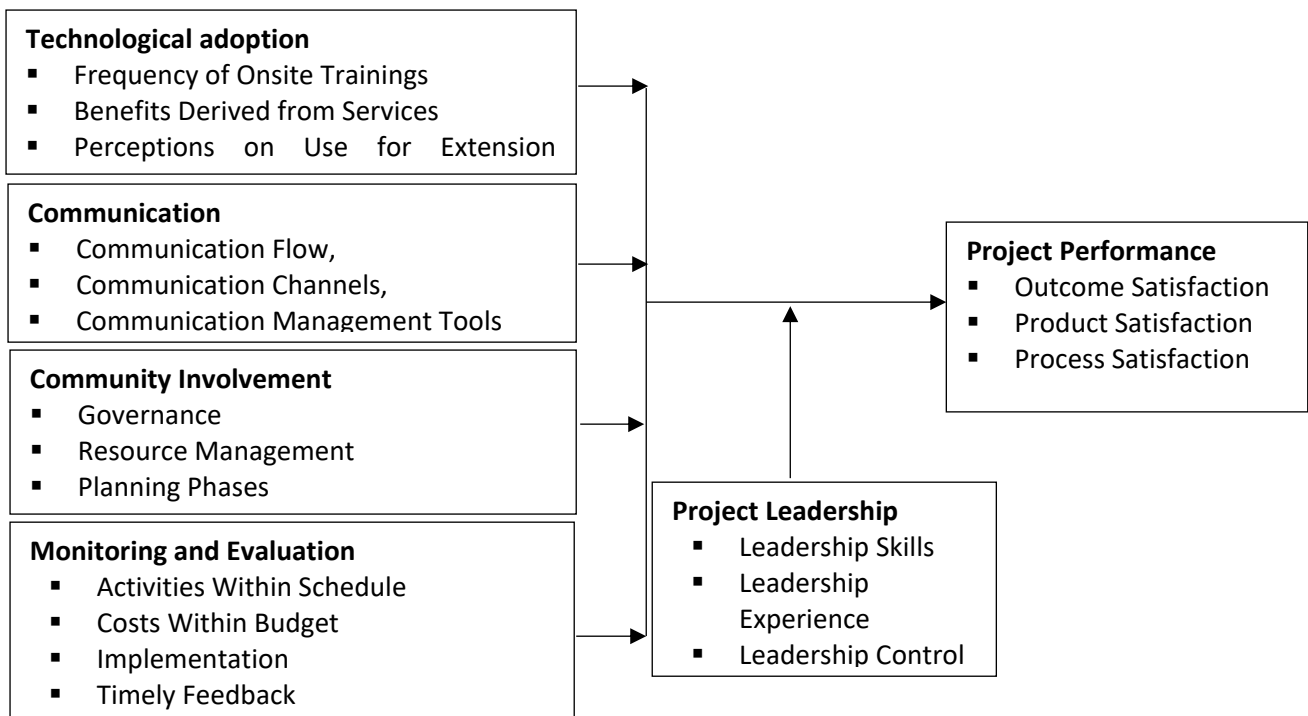 Technological adoption
▪ Frequency of Onsite Trainings
▪ Benefits Derived from Services
▪ Perceptions on Use for Extension
Communication
▪ Communication Flow,
▪ Communication Channels,
▪ Communication Management Tools
Community Involvement
▪ Governance
▪ Resource Management
▪ Planning Phases
Monitoring and Evaluation
▪ Activities Within Schedule
▪ Costs Within Budget
▪ Implementation
▪ Timely Feedback
Project Leadership
▪ Leadership Skills
▪ Leadership
Experience
▪ Leadership Control
Project Performance
▪ Outcome Satisfaction
▪ Product Satisfaction
▪ Process Satisfaction